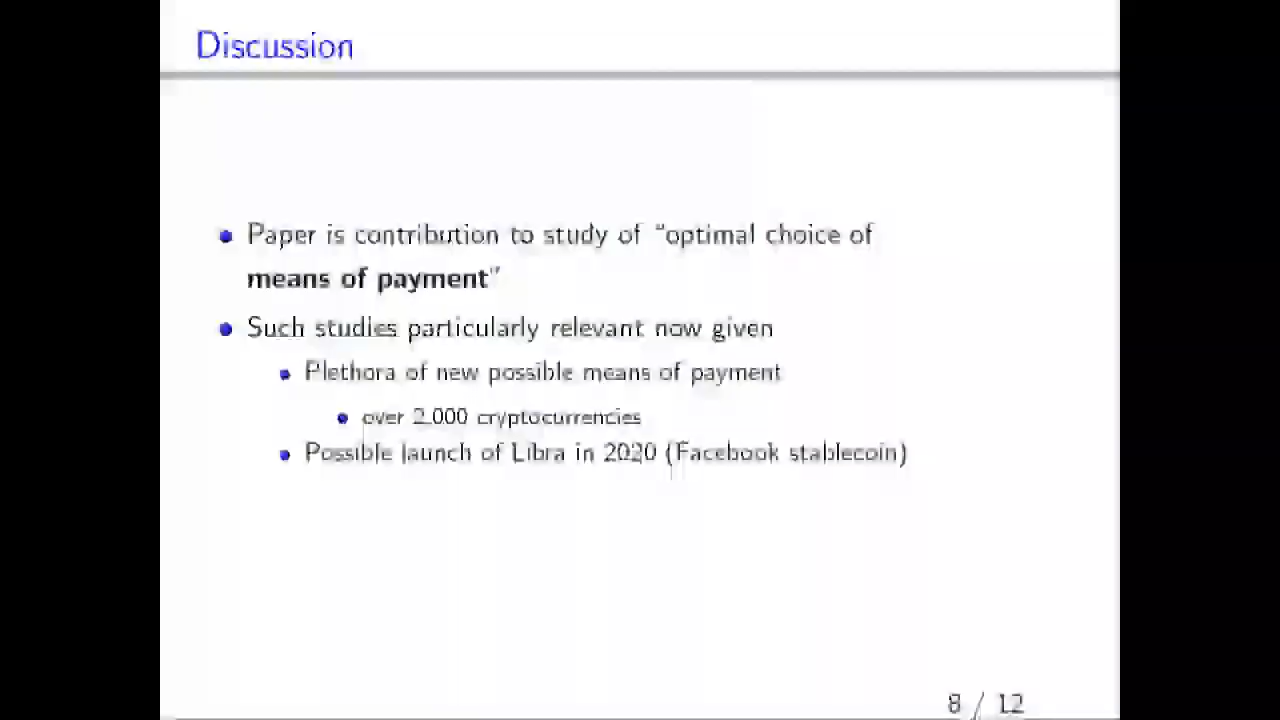 Discussion
Paper is contribution to study of "optimal choice of
means of payment"
Such studies particularly relevant now given
Plethora of new possible means of payment
over 2,000 cryptocurrencies
Possible launch of Libra in 2020 (Facebook stablecoin)
8 / 12